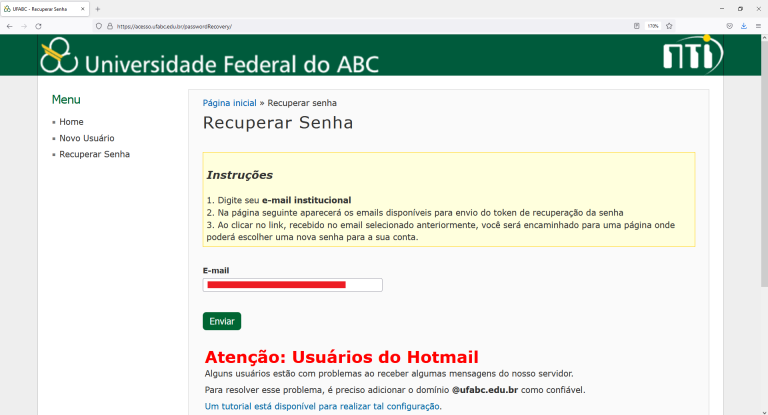 UFABC - Recuperar Senha
https://acesso.ufabc.edu.br/passwordRecovery/
170%
Universidade Federal do ABC
nTi
Menu
Home
Novo Usuário
Recuperar Senha
Página inicial » Recuperar senha
Recuperar Senha
Instruções
1. Digite seu e-mail institucional
2. Na página seguinte aparecerá os emails disponíveis para envio do token de recuperação da senha
3. Ao clicar no link, recebido no email selecionado anteriormente, você será encaminhado para uma página onde
poderá escolher uma nova senha para a sua conta.
E-mail
Enviar
Atenção: Usuários do Hotmail
Alguns usuários estão com problemas ao receber algumas mensagens do nosso servidor.
Para resolver esse problema, é preciso adicionar o domínio @ufabc.edu.br como confiável.
Um tutorial está disponível para realizar tal configuração.